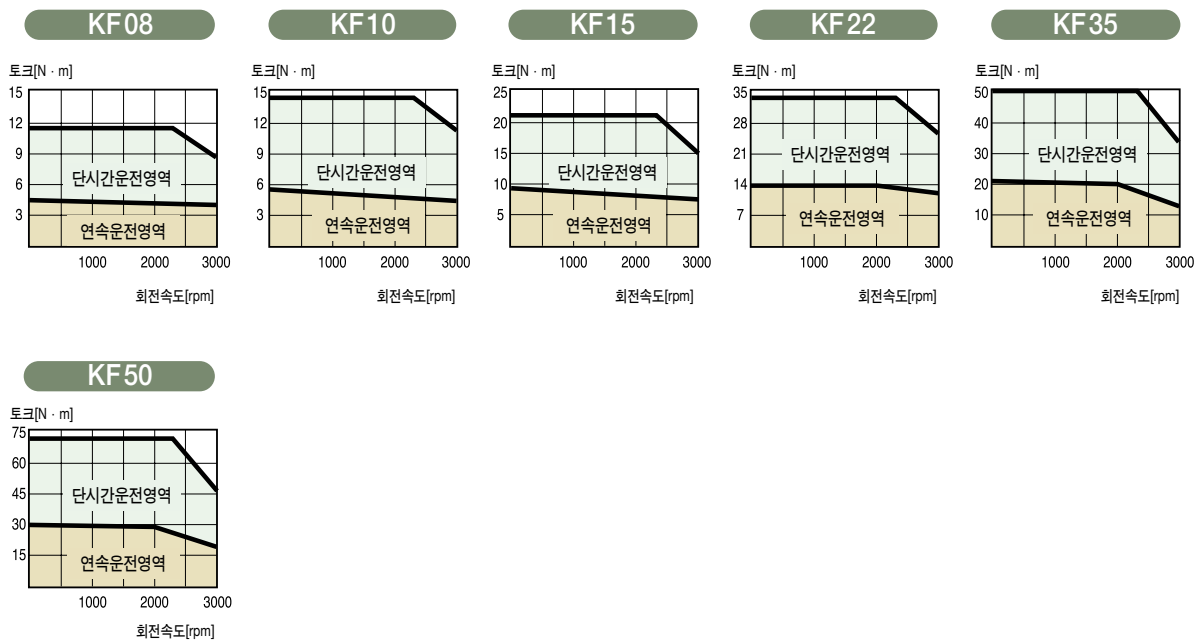 KF08
토크[N · m]
15
12
9
6
3
단시간운전영역
연속운전영역
1000 2000 3000
회전속도[rpm]
KF10
토크[N · m]
15
12
9
6
3
단시간운전영역
연속운전영역
1000 2000 3000
회전속도[rpm]
KF15
토크[N · m]
25
20
15
10
5
단시간운전영역
연속운전영역
1000 2000 3000
회전속도[rpm]
KF22
토크[N · m]
35
28
21
14
7
단시간운전영역
연속운전영역
1000 2000 3000
회전속도[rpm]
KF35
토크[N · m]
50
40
30
20
10
단시간운전영역
연속운전영역
1000 2000 3000
회전속도[rpm]
KF50
토크[N · m]
75
60
45
30
15
단시간운전영역
연속운전영역
1000 2000 3000
회전속도[rpm]